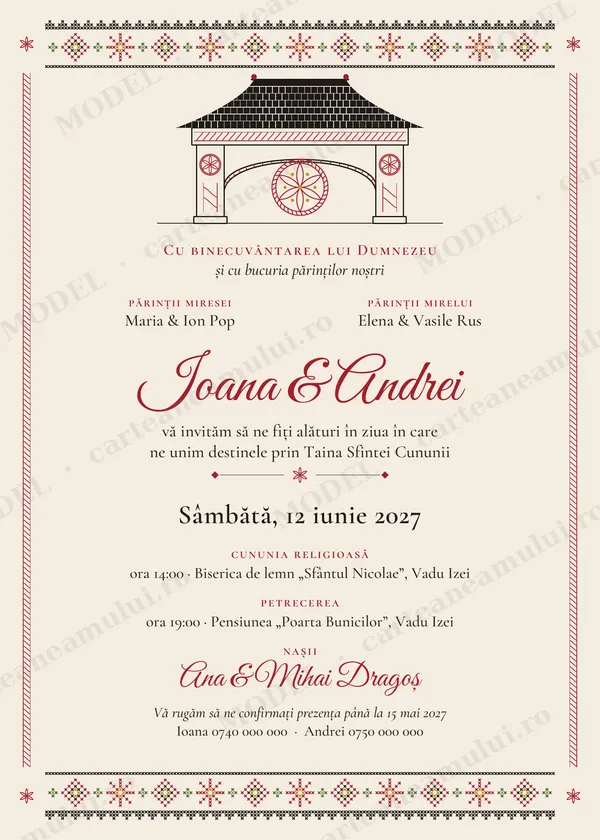 Cu binecuvântarea lui Dumnezeu
și cu bucuria părinților noștri
părinții miresei
Maria & Ion Pop
părinții mirelui
Elena & Vasile Rus
Ioana & Andrei
vă invităm să ne fiți alături în ziua în care
ne unim destinele prin Taina Sfintei Cununii
Sâmbătă, 12 iunie 2027
cununia religioasă
ora 14:00 · Biserica de lemn „Sfântul Nicolae”, Vadu Izei
petrecerea
ora 19:00 · Pensiunea „Poarta Bunicilor”, Vadu Izei
nașii
Ana & Mihai Dragoș
Vă rugăm să ne confirmați prezența până la 15 mai 2027
Ioana 0740 000 000 · Andrei 0750 000 000
MODEL · carteaneamului.ro · MODEL